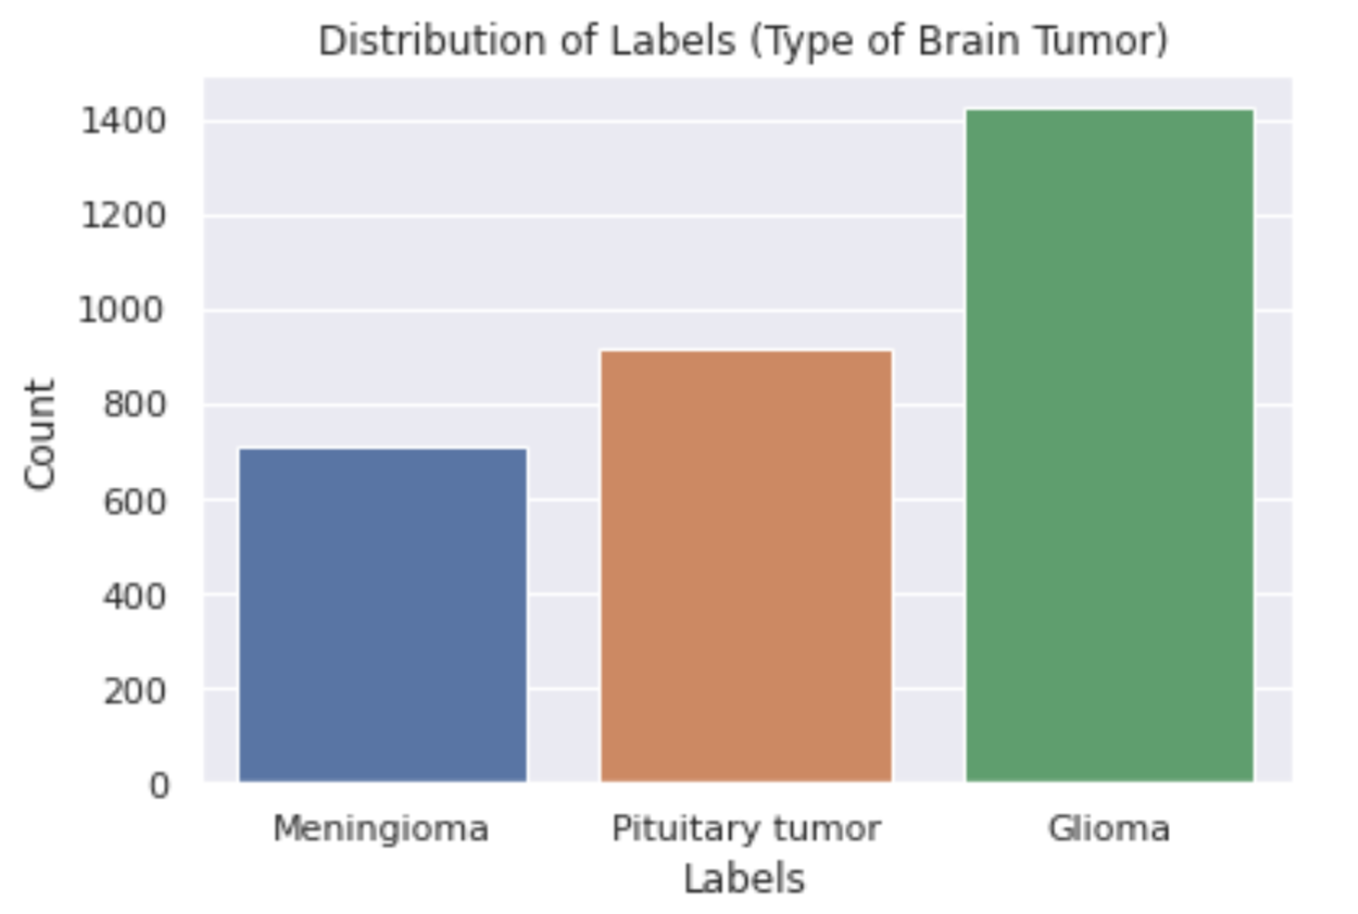 Distribution of Labels (Type of Brain Tumor)
1400
1200
1000
800
600
400
200
0
Count
Meningioma Pituitary tumor Glioma
Labels